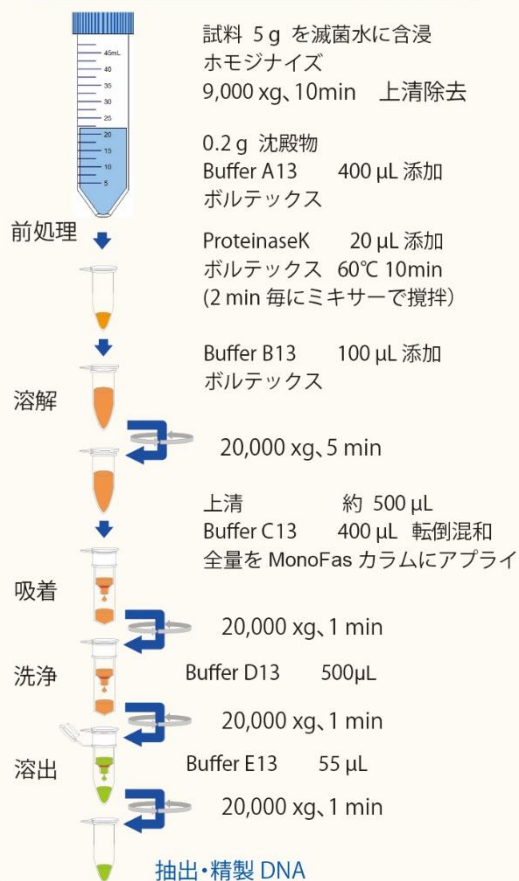 試料 5 g を滅菌水に含浸
ホモジナイズ
9,000 xg、10min 上清除去
45mL
40
35
30
25
20
15
10
5
0.2 g 沈殿物
Buffer A13 400 µL 添加
ボルテックス
前処理
ProteinaseK 20 µL 添加
ボルテックス 60℃ 10min
(2 min 毎にミキサーで撹拌)
Buffer B13 100 µL 添加
ボルテックス
溶解
20,000 xg、5 min
上清 約 500 µL
Buffer C13 400 µL 転倒混和
全量を MonoFas カラムにアプライ
吸着
20,000 xg、1 min
洗浄
Buffer D13 500µL
20,000 xg、1 min
溶出
Buffer E13 55 µL
20,000 xg、1 min
抽出・精製 DNA